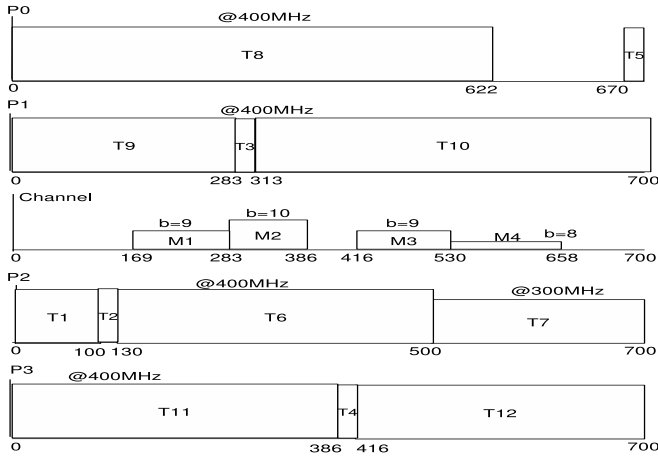 P0
@400MHz
T8
T5
0 622 670
P1
@400MHz
T9 T3 T10
0 283 313 700
Channel
b=9 b=10 b=9 b=8
M1 M2 M3 M4
0 169 283 386 416 530 658 700
P2
@400MHz @300MHz
T1 T2 T6 T7
0 100 130 500 700
P3
@400MHz
T11 T4 T12
0 386 416 700